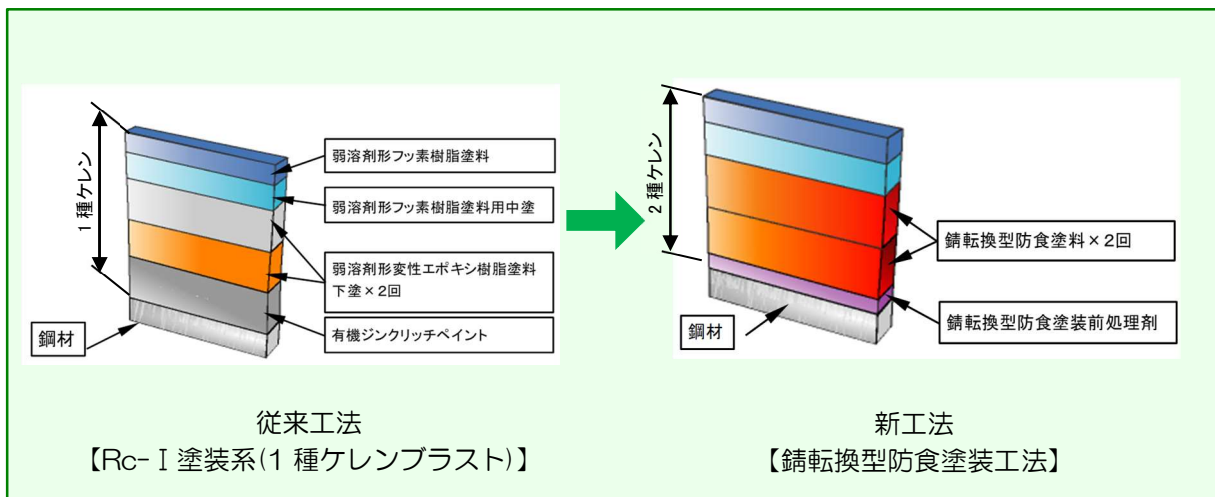 1種ケレン
弱溶剤形フッ素樹脂塗料
弱溶剤形フッ素樹脂塗料用中塗
弱溶剤形変性エポキシ樹脂塗料
下塗×2回
有機ジンクリッチペイント
鋼材
従来工法
【Rc-Ⅰ塗装系(1種ケレンブラスト)】
2種ケレン
錆転換型防食塗料×2回
錆転換型防食塗装前処理剤
鋼材
新工法
【錆転換型防食塗装工法】